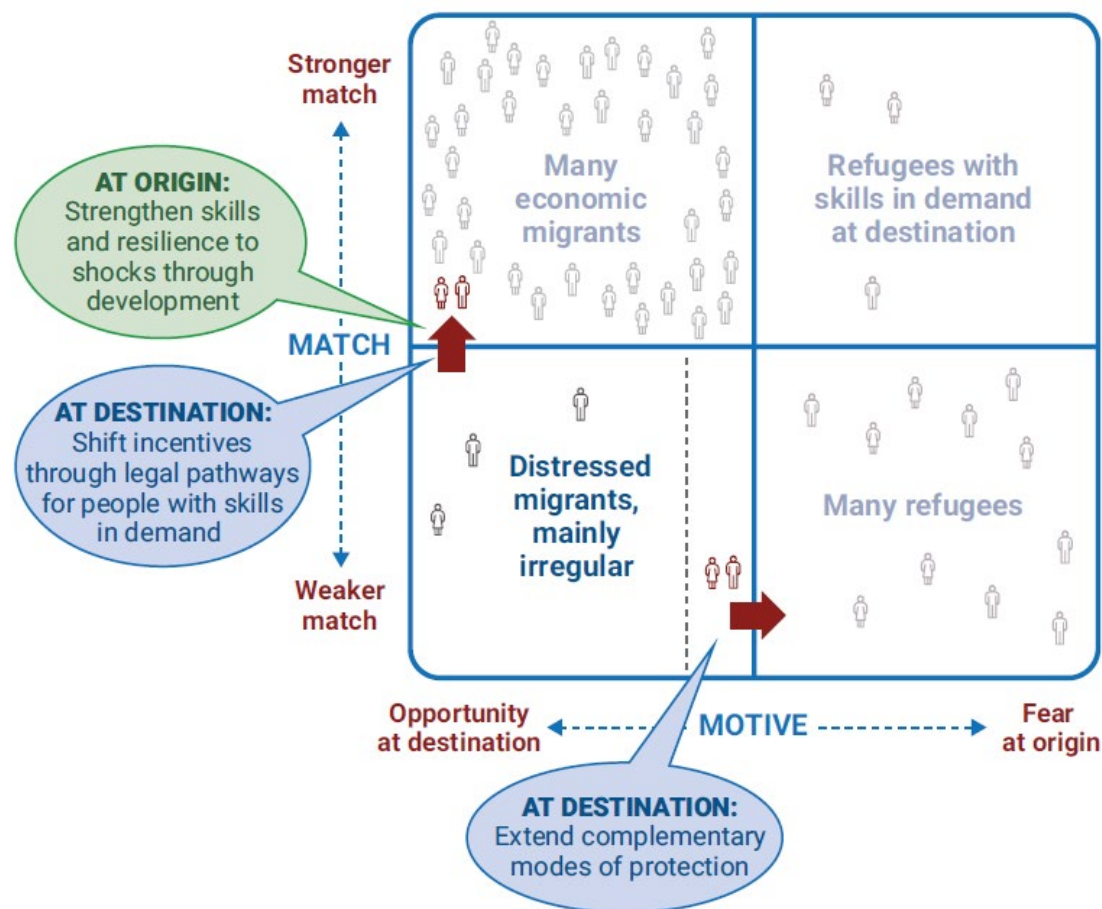 Stronger
match
AT ORIGIN:
Strengthen skills
and resilience to
shocks through
development
MATCH
AT DESTINATION:
Shift incentives
through legal pathways
for people with skills
in demand
Weaker
match
Many
economic
migrants
Refugees with
skills in demand
at destination
Distressed
migrants,
mainly
irregular
Many refugees
Opportunity
at destination
MOTIVE
Fear
at origin
AT DESTINATION:
Extend complementary
modes of protection